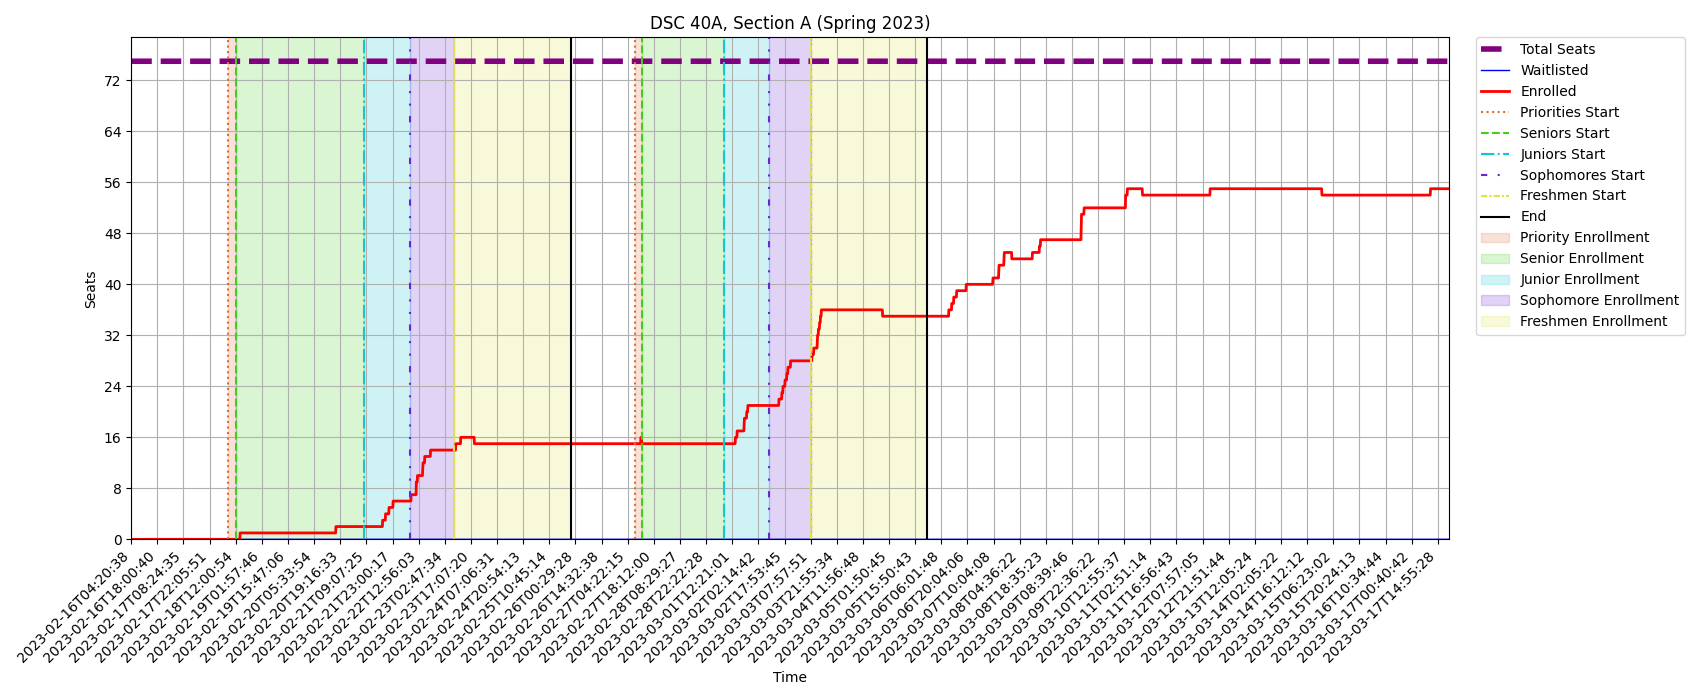 DSC 40A, Section A (Spring 2023)
Seats
72
64
56
48
40
32
24
16
8
0
2023-02-16T04:20:38
2023-02-16T18:00:40
2023-02-17T08:24:35
2023-02-17T22:05:51
2023-02-18T12:00:54
2023-02-19T01:57:46
2023-02-19T15:47:06
2023-02-20T05:33:54
2023-02-20T19:16:33
2023-02-21T09:07:25
2023-02-21T23:00:17
2023-02-22T12:56:03
2023-02-23T02:47:34
2023-02-23T17:07:20
2023-02-24T07:06:31
2023-02-24T20:54:13
2023-02-25T10:45:14
2023-02-26T00:29:28
2023-02-26T14:32:38
2023-02-27T04:22:15
2023-02-27T18:12:00
2023-02-28T08:29:27
2023-02-28T22:22:28
2023-03-01T12:21:01
2023-03-02T02:14:42
2023-03-02T17:53:45
2023-03-03T07:57:51
2023-03-03T21:55:34
2023-03-04T11:56:48
2023-03-05T01:50:45
2023-03-05T15:50:43
2023-03-06T06:01:48
2023-03-06T20:04:06
2023-03-07T10:04:08
2023-03-08T04:36:22
2023-03-08T18:35:23
2023-03-09T08:39:46
2023-03-09T22:36:22
2023-03-10T12:55:37
2023-03-11T02:51:14
2023-03-11T16:56:43
2023-03-12T07:57:05
2023-03-12T21:51:44
2023-03-13T12:05:24
2023-03-14T02:05:22
2023-03-14T16:12:12
2023-03-15T06:23:02
2023-03-15T20:24:13
2023-03-16T10:34:44
2023-03-17T00:40:42
2023-03-17T14:55:28
Time
Total Seats
Waitlisted
Enrolled
Priorities Start
Seniors Start
Juniors Start
Sophomores Start
Freshmen Start
End
Priority Enrollment
Senior Enrollment
Junior Enrollment
Sophomore Enrollment
Freshmen Enrollment